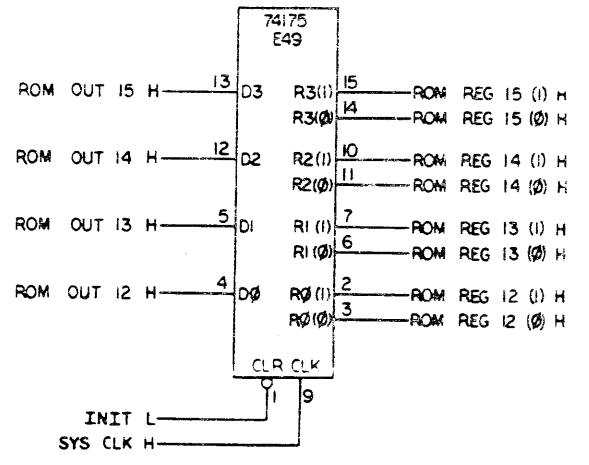 74175
E49
ROM OUT 15 H 13 D3 R3(1) 15 ROM REG 15 (1) H
R3(Ø) 14 ROM REG 15 (Ø) H
ROM OUT 14 H 12 D2 R2(1) 10 ROM REG 14 (1) H
R2(Ø) 11 ROM REG 14 (Ø) H
ROM OUT 13 H 5 D1 R1(1) 7 ROM REG 13 (1) H
R1(Ø) 6 ROM REG 13 (Ø) H
ROM OUT 12 H 4 DØ RØ(1) 2 ROM REG 12 (1) H
RØ(Ø) 3 ROM REG 12 (Ø) H
CLR CLK
1 9
INIT L
SYS CLK H